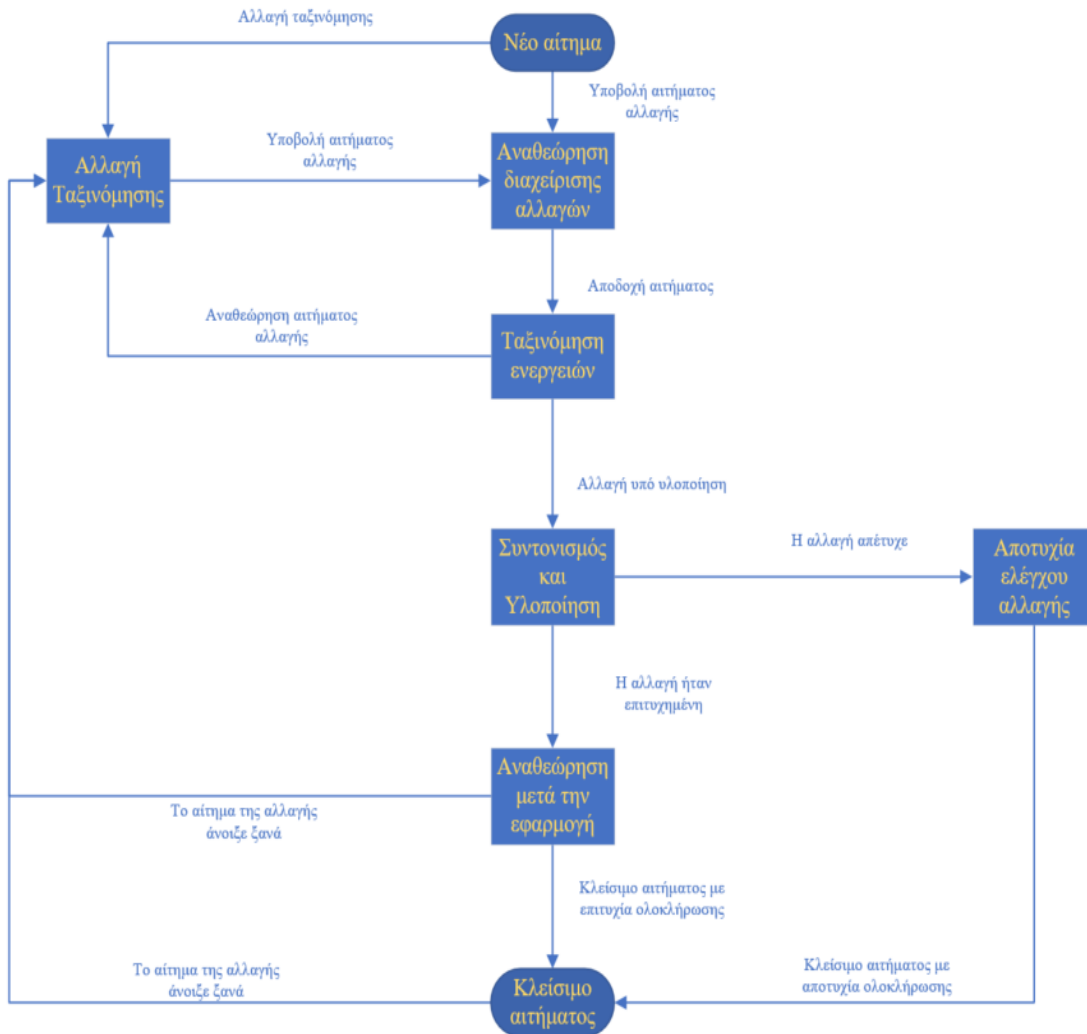 Αλλαγή ταξινόμησης
Νέο αίτημα
Υποβολή αιτήματος
αλλαγής
Αλλαγή
Ταξινόμησης
Υποβολή αιτήματος
αλλαγής
Αναθεώρηση
διαχείρισης
αλλαγών
Αποδοχή αιτήματος
Αναθεώρηση αιτήματος
αλλαγής
Ταξινόμηση
ενεργειών
Αλλαγή υπό υλοποίηση
Συντονισμός
και
Υλοποίηση
Η αλλαγή απέτυχε
Αποτυχία
ελέγχου
αλλαγής
Η αλλαγή ήταν
επιτυχημένη
Αναθεώρηση
μετά την
εφαρμογή
Το αίτημα της αλλαγής
άνοιξε ξανά
Κλείσιμο αιτήματος με
επιτυχία ολοκλήρωσης
Το αίτημα της αλλαγής
άνοιξε ξανά
Κλείσιμο
αιτήματος
Κλείσιμο αιτήματος με
αποτυχία ολοκλήρωσης